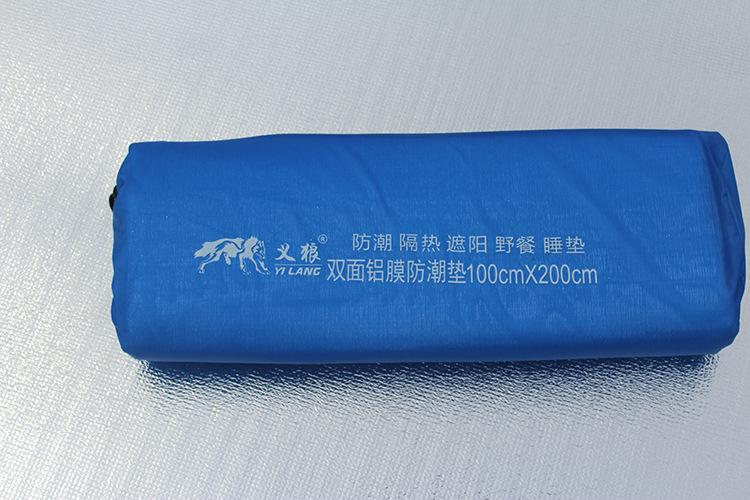 义狼®
YI LANG
防潮 隔热 遮阳 野餐 睡垫
双面铝膜防潮垫100cmX200cm